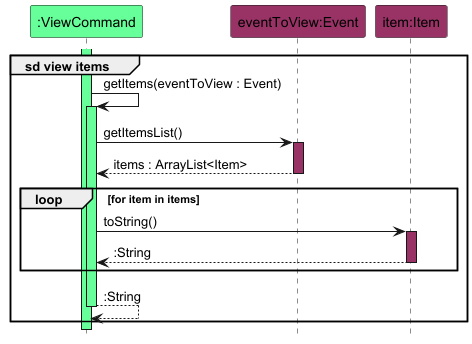 :ViewCommand
eventToView:Event
item:Item
sd view items
getItems(eventToView : Event)
getItemsList()
items : ArrayList<Item>
loop
[for item in items]
toString()
:String
:String